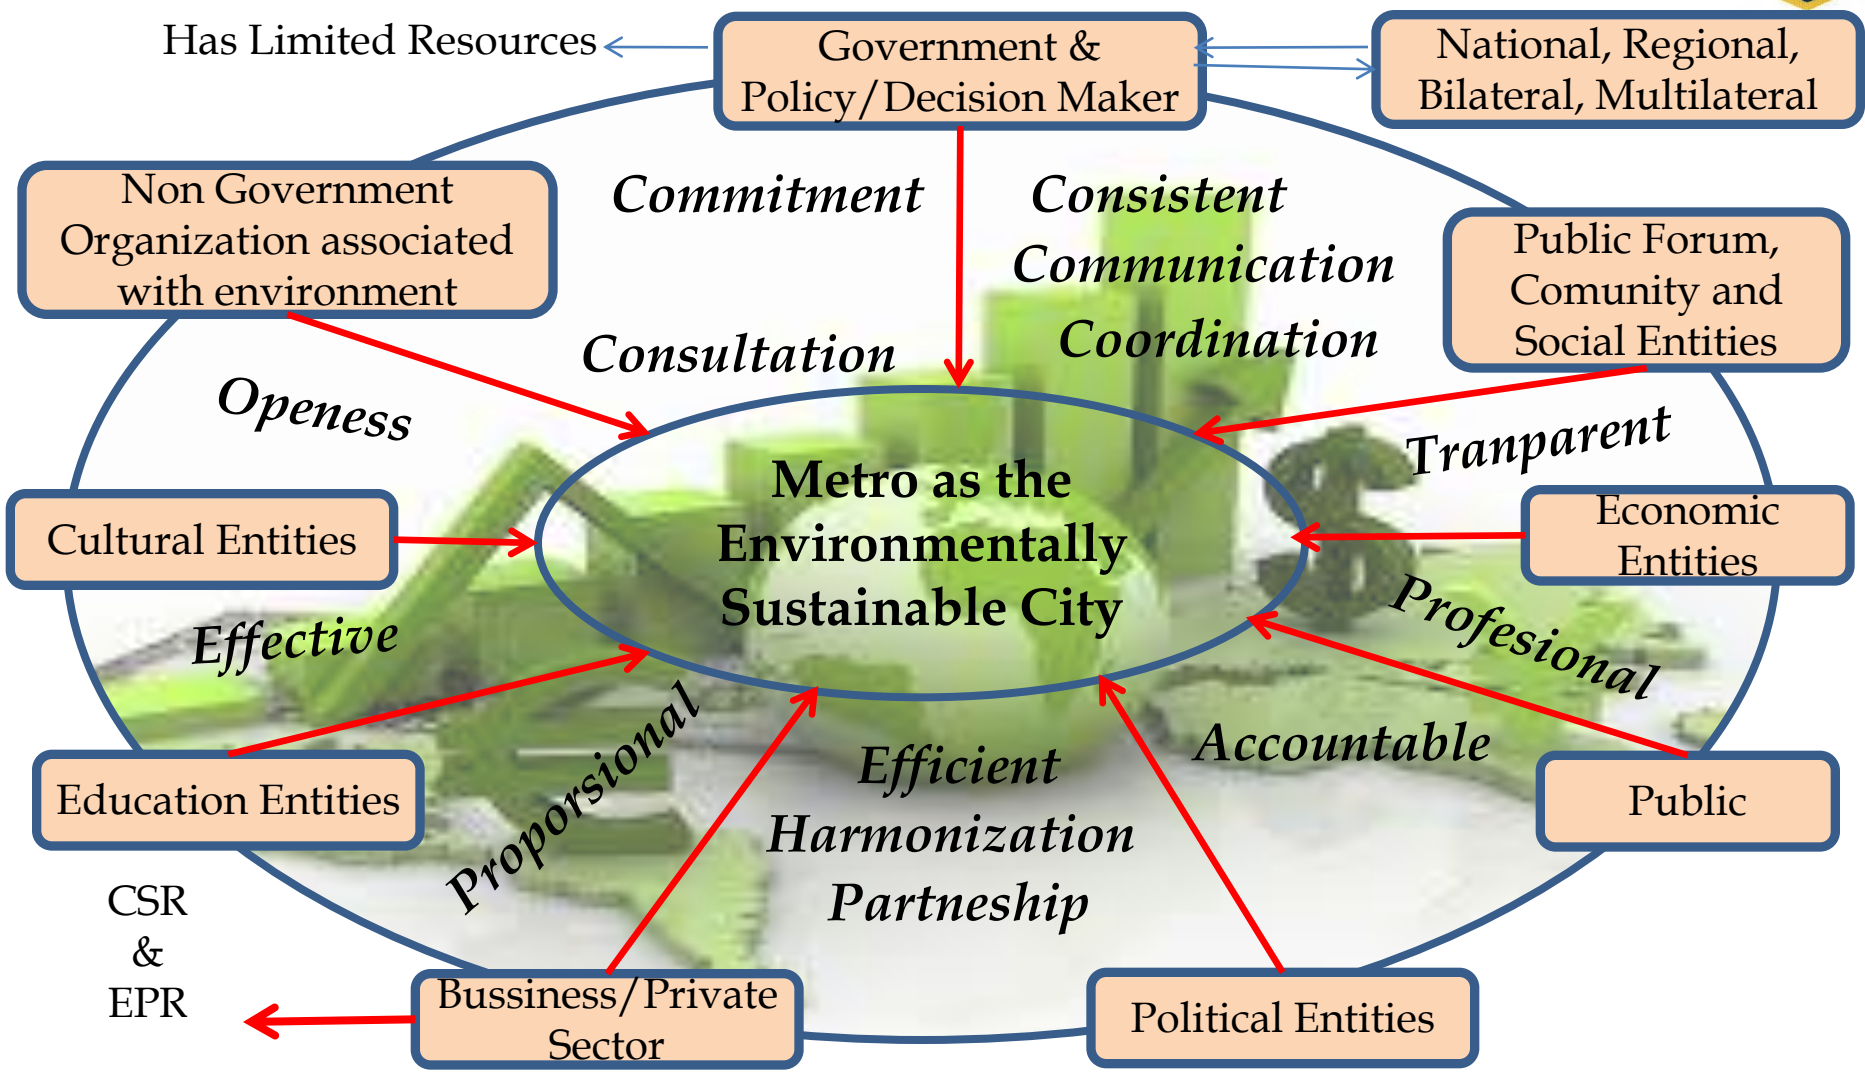 Has Limited Resources
Government &
Policy/Decision Maker
National, Regional,
Bilateral, Multilateral
Non Government
Organization associated
with environment
Commitment
Consistent
Communication
Coordination
Consultation
Public Forum,
Comunity and
Social Entities
Openess
Tranparent
Cultural Entities
Metro as the
Environmentally
Sustainable City
Economic
Entities
Effective
Profesional
Proporsional
Efficient
Harmonization
Partneship
Accountable
Education Entities
Public
CSR
&
EPR
Bussiness/Private
Sector
Political Entities